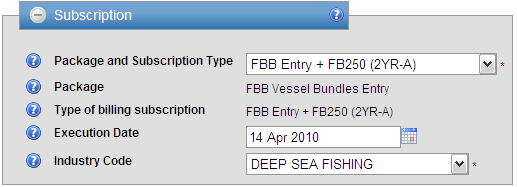 Subscription
Package and Subscription Type FBB Entry + FB250 (2YR-A) *
Package FBB Vessel Bundles Entry
Type of billing subscription FBB Entry + FB250 (2YR-A)
Execution Date 14 Apr 2010
Industry Code DEEP SEA FISHING *